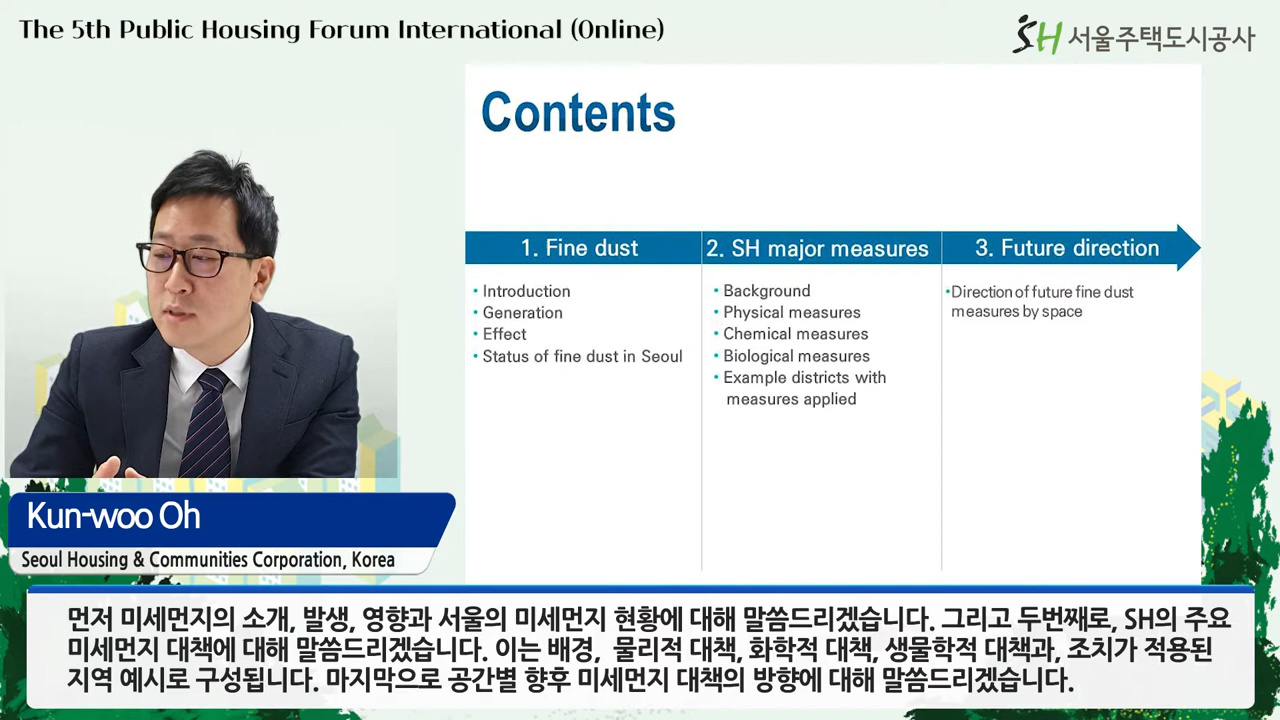 The 5th Public Housing Forum International (Online)
SH 서울주택도시공사
Contents
1. Fine dust
2. SH major measures
3. Future direction
• Introduction
• Generation
• Effect
• Status of fine dust in Seoul
• Background
• Physical measures
• Chemical measures
• Biological measures
• Example districts with
measures applied
• Direction of future fine dust
measures by space
Kun-woo Oh
Seoul Housing & Communities Corporation, Korea
먼저 미세먼지의 소개, 발생, 영향과 서울의 미세먼지 현황에 대해 말씀드리겠습니다. 그리고 두번째로, SH의 주요
미세먼지 대책에 대해 말씀드리겠습니다. 이는 배경, 물리적 대책, 화학적 대책, 생물학적 대책과, 조치가 적용된
지역 예시로 구성됩니다. 마지막으로 공간별 향후 미세먼지 대책의 방향에 대해 말씀드리겠습니다.